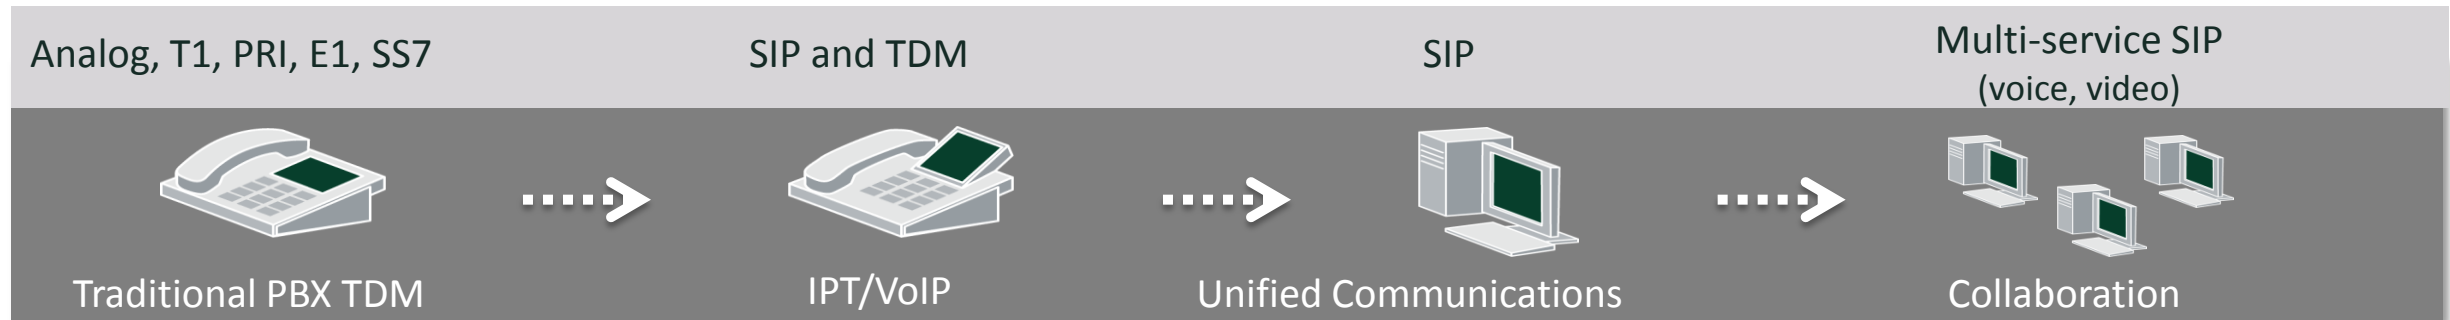 Analog, T1, PRI, E1, SS7
SIP and TDM
SIP
Multi-service SIP
(voice, video)
Traditional PBX TDM
IPT/VoIP
Unified Communications
Collaboration